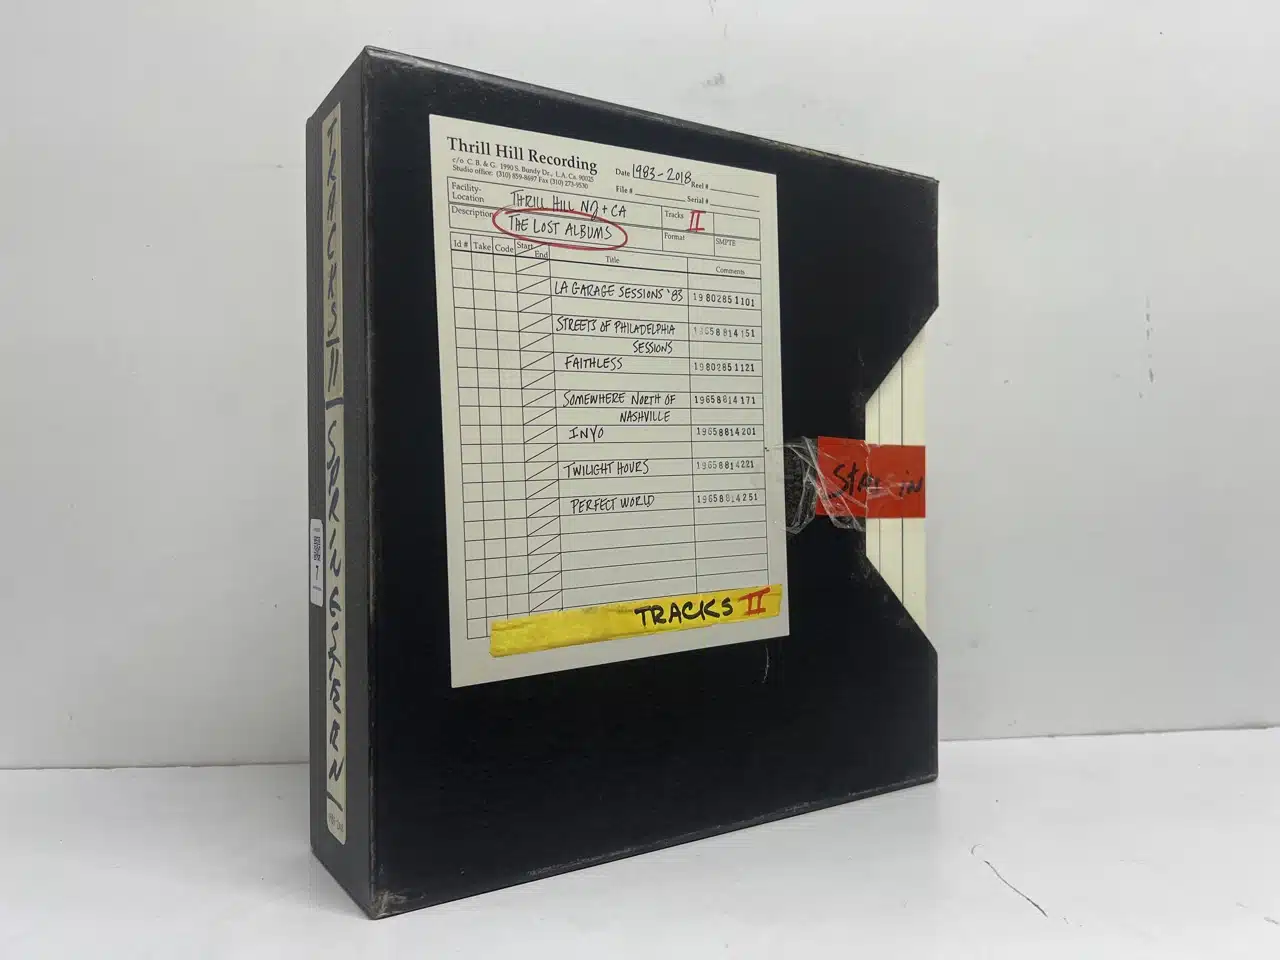 Thrill Hill Recording
c/o C. B. & G. 1990 S. Bundy Dr., L.A. Ca. 90025
Studio office: (310) 859-8697 Fax (310) 273-9530
Date 1983-2018 Reel #
File # Serial #
Facility-Location THRILL HILL NJ + CA Tracks II
Description THE LOST ALBUMS Format SMPTE
Id # Take Code Start End Title Comments
LA GARAGE SESSIONS '83 19802851101
STREETS OF PHILADELPHIA 19658814151
SESSIONS
FAITHLESS 19802851121
SOMEWHERE NORTH OF 19658814171
NASHVILLE
INYO 19658814201
TWILIGHT HOURS 19658814221
PERFECT WORLD 19658814251
TRACKS II
TRACKS II / SPRINGSTEEN /